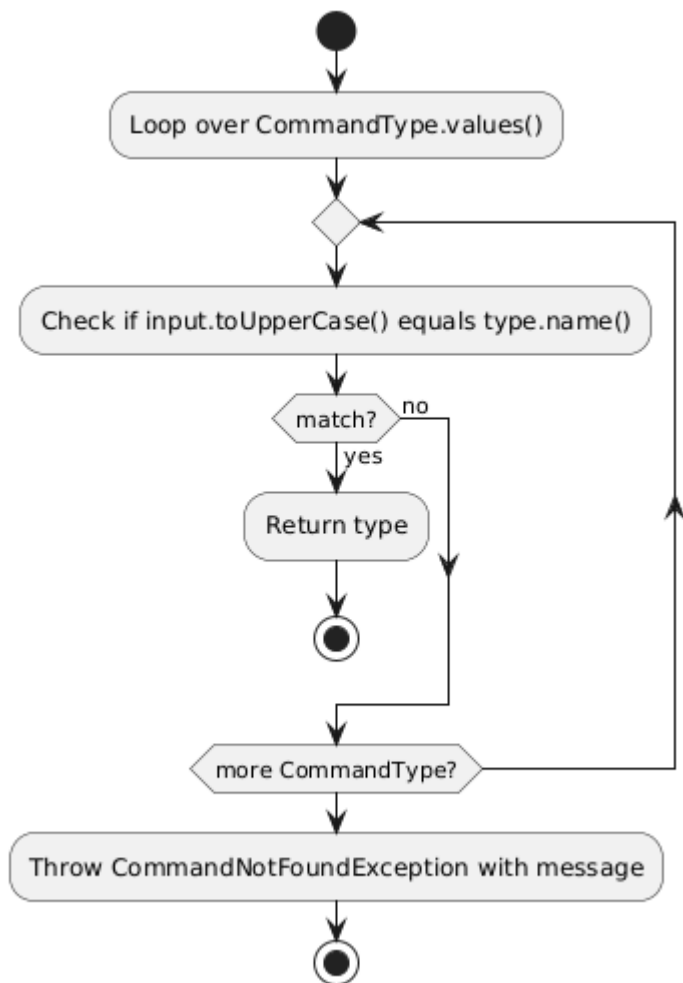 Loop over CommandType.values()
Check if input.toUpperCase() equals type.name()
match?
no
yes
Return type
more CommandType?
Throw CommandNotFoundException with message